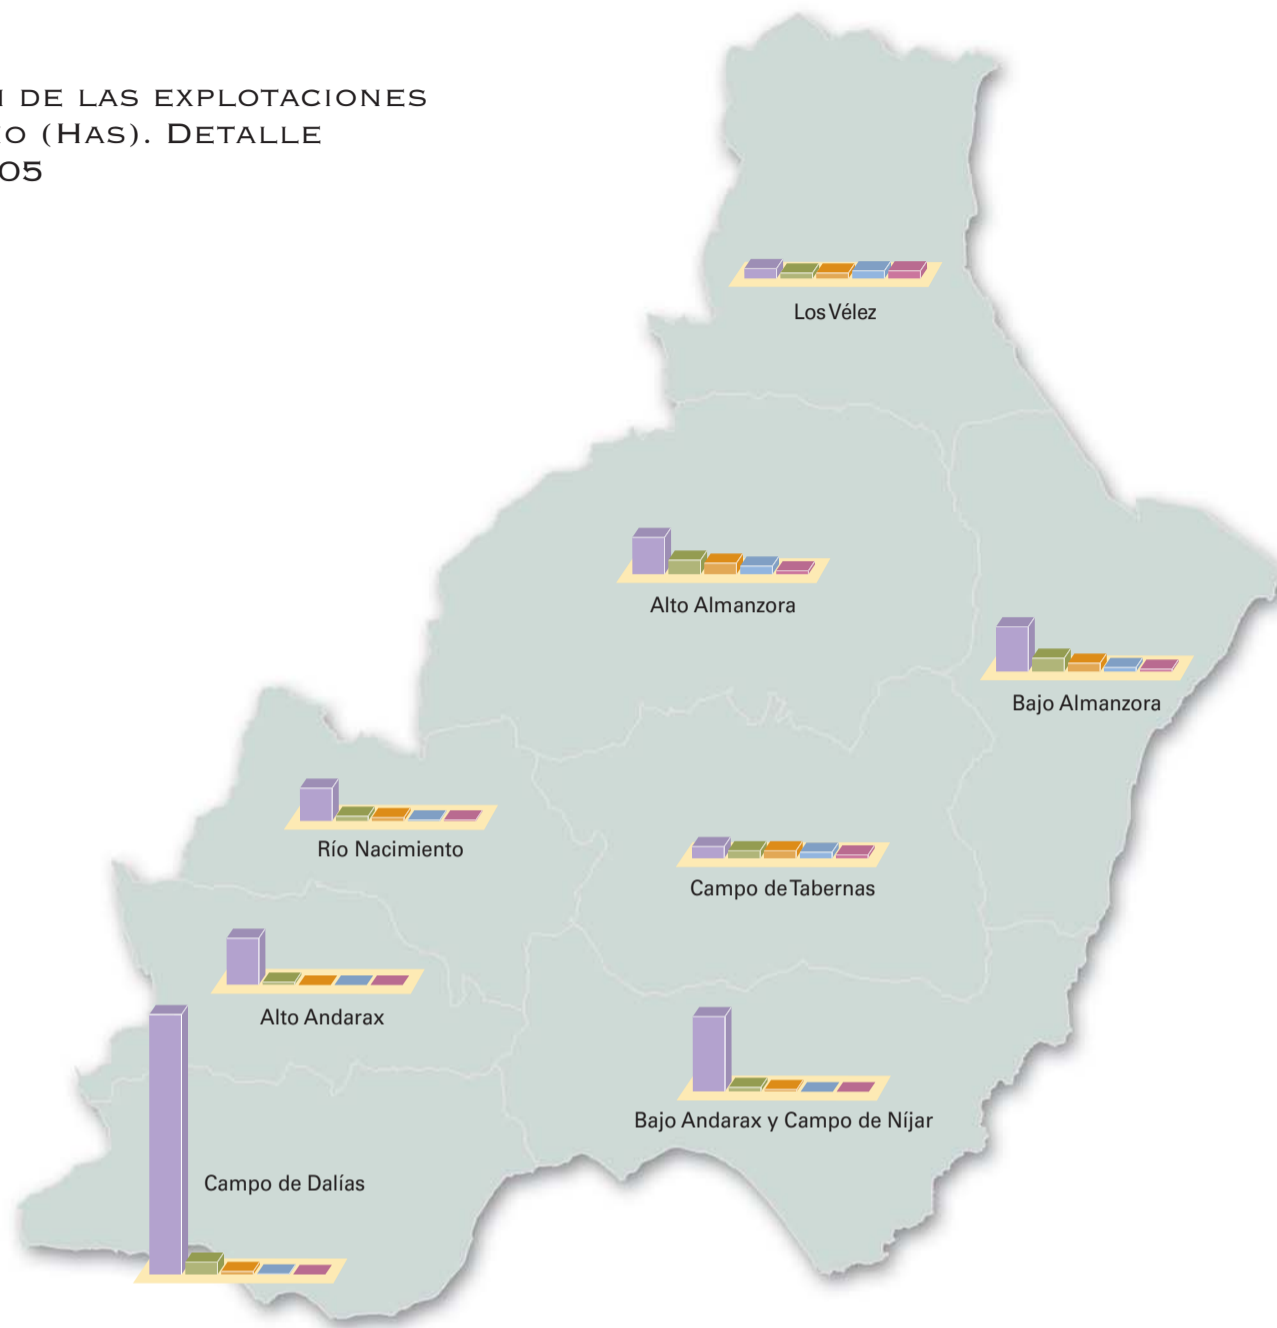 DE LAS EXPLOTACIONES
(HAS). DETALLE
05
Los Vélez
Alto Almanzora
Bajo Almanzora
Río Nacimiento
Campo de Tabernas
Alto Andarax
Bajo Andarax y Campo de Níjar
Campo de Dalías